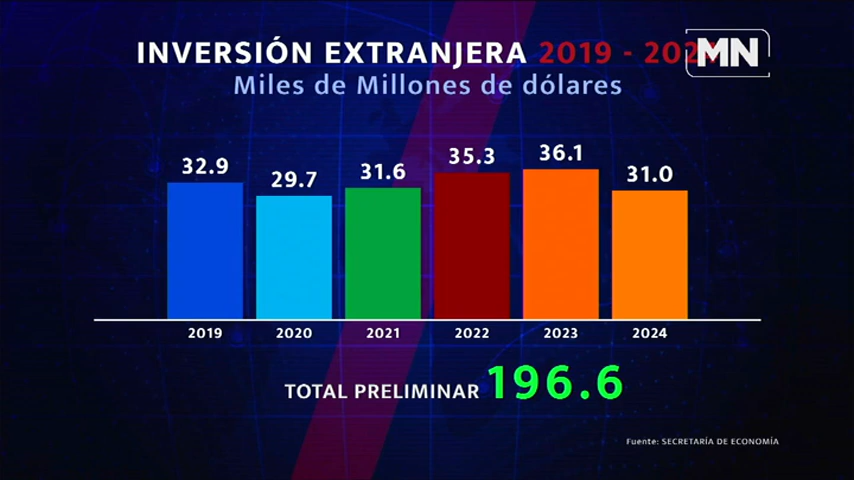 INVERSIÓN EXTRANJERA 2019 -
MN
Miles de Millones de dólares
32.9
29.7
31.6
35.3
36.1
31.0
2019
2020
2021
2022
2023
2024
TOTAL PRELIMINAR 196.6
Fuente: SECRETARÍA DE ECONOMÍA